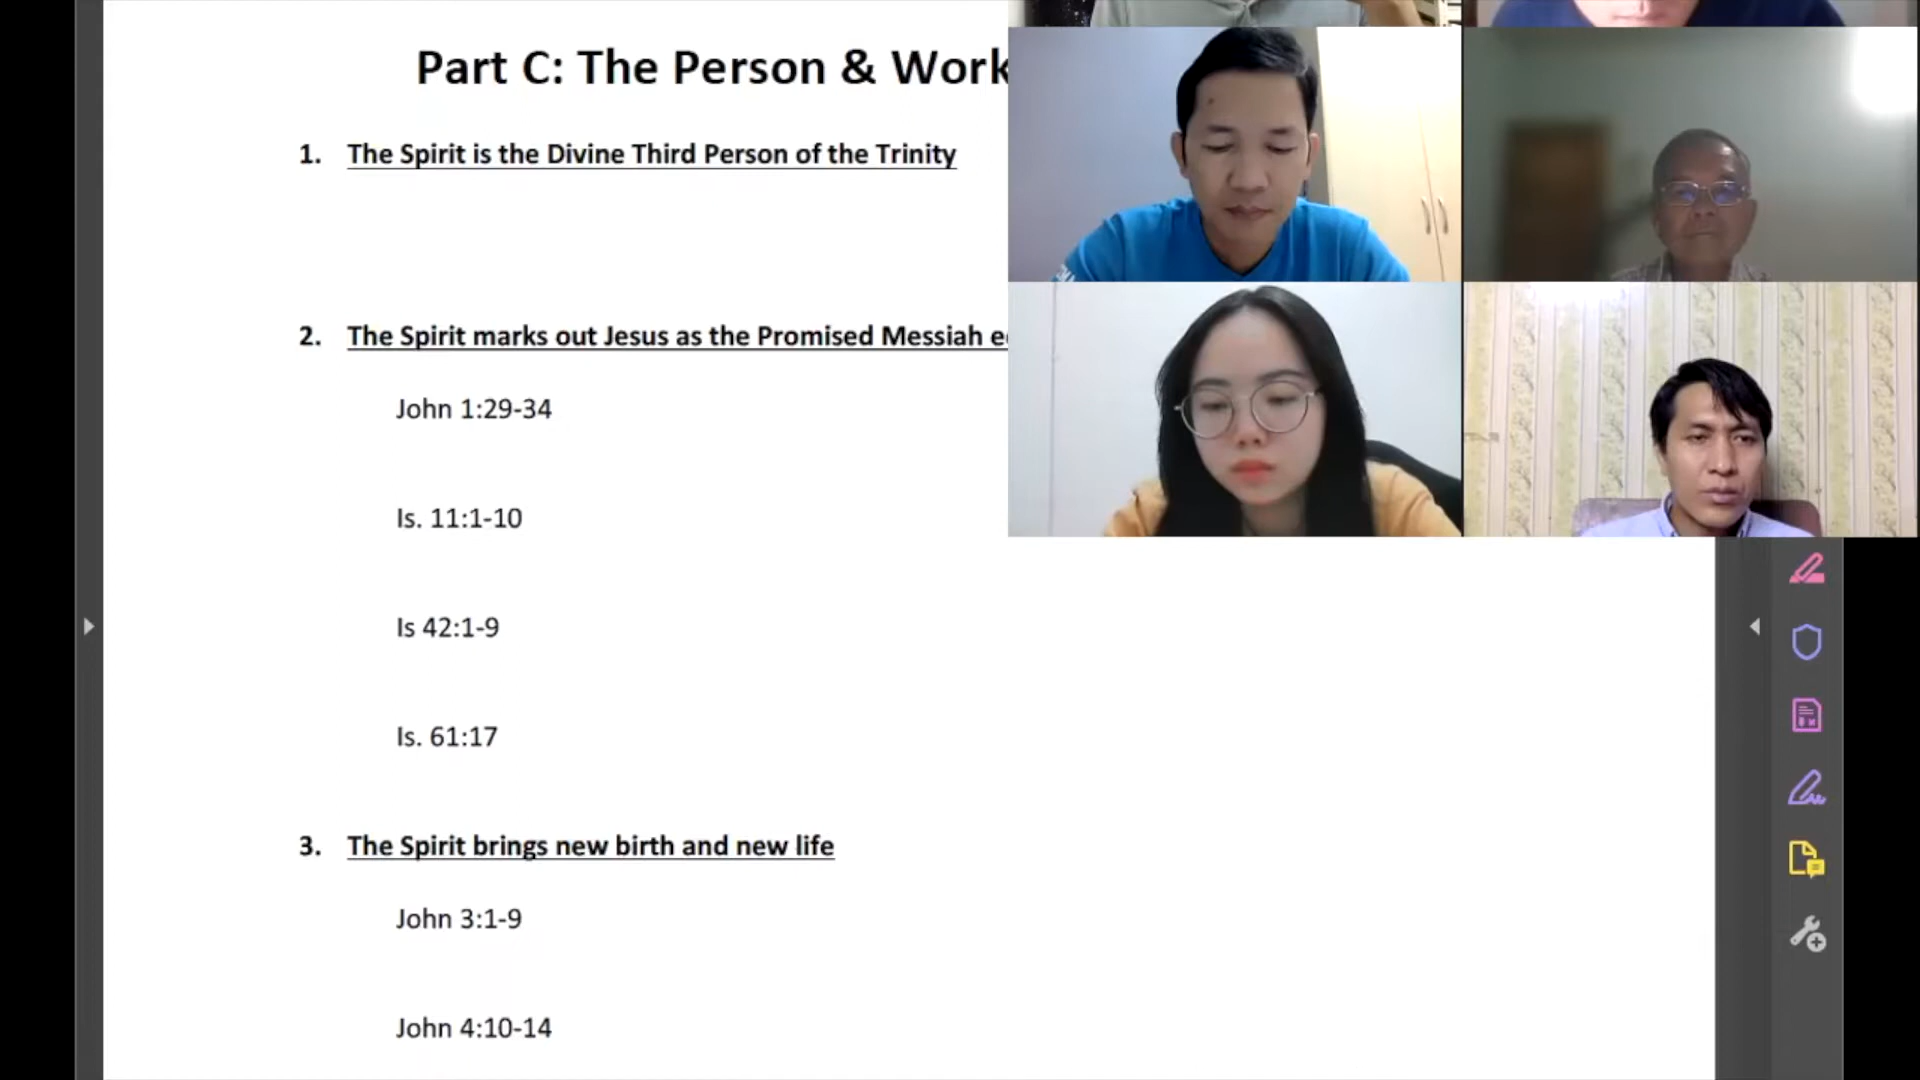 Part C: The Person & Work
1. The Spirit is the Divine Third Person of the Trinity
2. The Spirit marks out Jesus as the Promised Messiah
John 1:29-34
Is. 11:1-10
Is 42:1-9
Is. 61:17
3. The Spirit brings new birth and new life
John 3:1-9
John 4:10-14